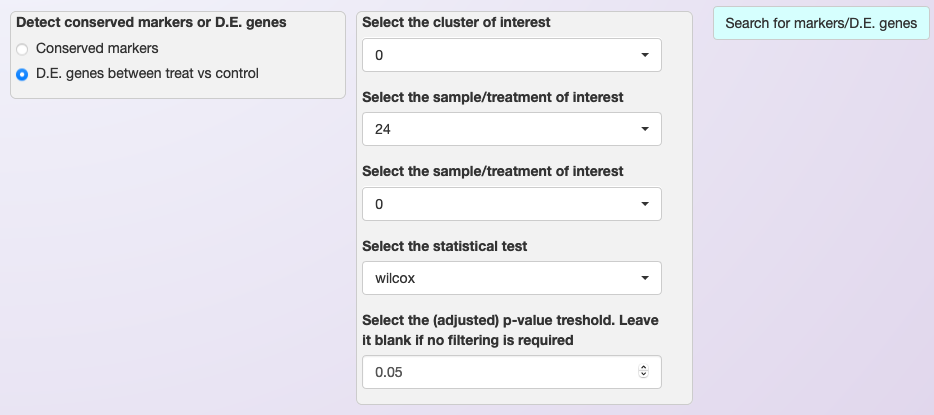 Detect conserved markers or D.E. genes
Conserved markers
D.E. genes between treat vs control
Select the cluster of interest
0
Select the sample/treatment of interest
24
Select the sample/treatment of interest
0
Select the statistical test
wilcox
Select the (adjusted) p-value treshold. Leave
it blank if no filtering is required
0.05
Search for markers/D.E. genes